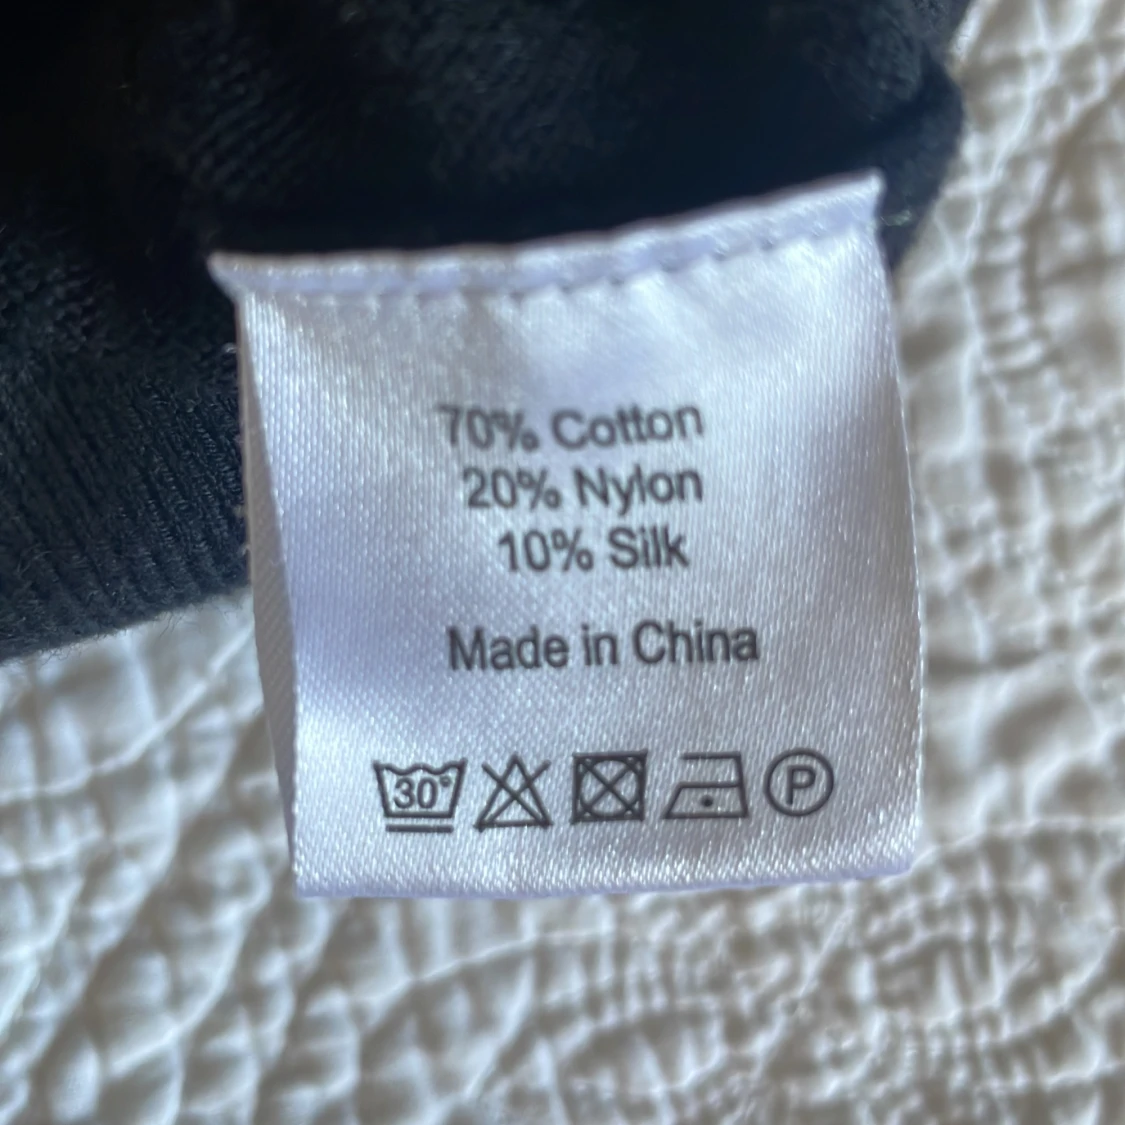 70% Cotton
20% Nylon
10% Silk
Made in China
30° P